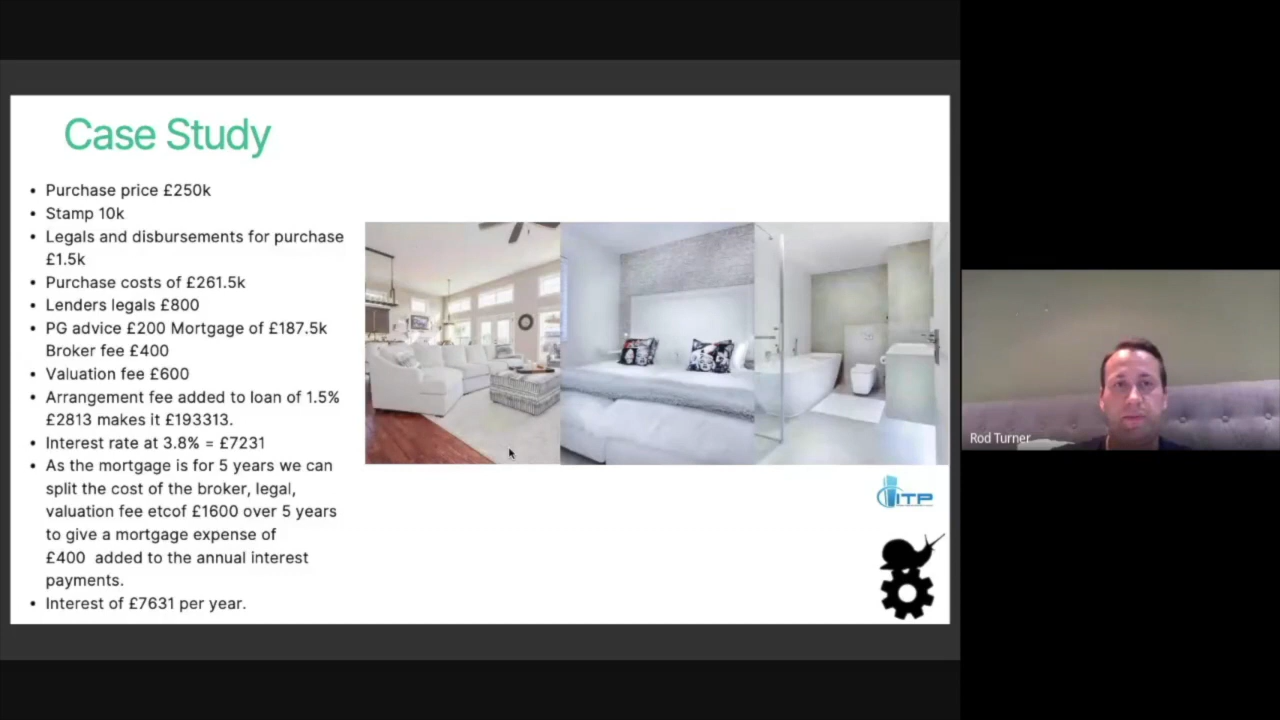 Case Study
• Purchase price £250k
• Stamp 10k
• Legals and disbursements for purchase
£1.5k
• Purchase costs of £261.5k
• Lenders legals £800
• PG advice £200 Mortgage of £187.5k
Broker fee £400
• Valuation fee £600
• Arrangement fee added to loan of 1.5%
£2813 makes it £193313.
• Interest rate at 3.8% = £7231
• As the mortgage is for 5 years we can
split the cost of the broker, legal,
valuation fee etcof £1600 over 5 years
to give a mortgage expense of
£400 added to the annual interest
payments.
• Interest of £7631 per year.
ITP
Rod Turner